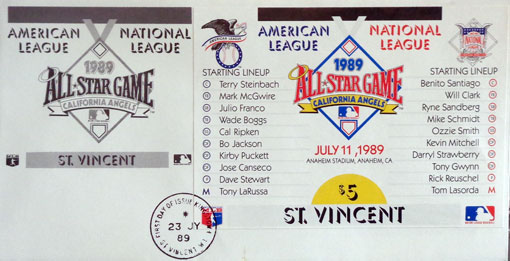 AMERICAN NATIONAL
LEAGUE LEAGUE
1989
ALL-STAR GAME
CALIFORNIA ANGELS
ST. VINCENT
FIRST DAY OF ISSUE
23 JY
89
ST VINCENT W.I.
AMERICAN NATIONAL
LEAGUE LEAGUE
1989
ALL-STAR GAME
CALIFORNIA ANGELS
JULY 11, 1989
ANAHEIM STADIUM, ANAHEIM, CA.
STARTING LINEUP
Terry Steinbach
Mark McGwire
Julio Franco
Wade Boggs
Cal Ripken
Bo Jackson
Kirby Puckett
Jose Canseco
Dave Stewart
M Tony LaRussa
STARTING LINEUP
Benito Santiago
Will Clark
Ryne Sandberg
Mike Schmidt
Ozzie Smith
Kevin Mitchell
Darryl Strawberry
Tony Gwynn
Rick Reuschel
Tom Lasorda M
$5
ST. VINCENT